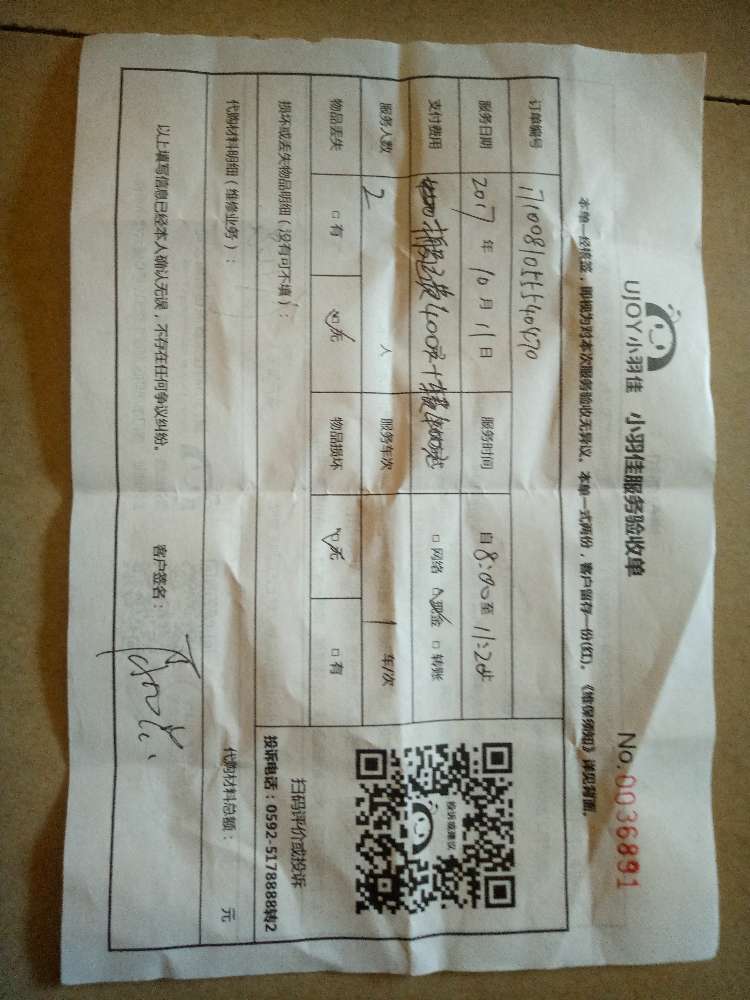 UJOY小羽佳 小羽佳服务验收单
No. 0036891
本单一经核签,即视为对本次服务验收无异议。本单一式两份,客户留存一份(红)。《维保须知》详见背面。
订单编号
服务日期 2017 年 10 月 11 日 服务时间 自 8:00 至 11:25
支付费用 □网络 □现金 □转账
服务人数 2 人 服务车次 1 车/次
物品丢失 □有 □无 物品损坏 □无 □有
损坏或丢失物品明细(没有可不填):
投诉或建议
扫码评价或投诉
投诉电话:0592-5178888转2
代购材料明细(维修业务): 代购材料总额: 元
以上填写信息已经本人确认无误,不存在任何争议纠纷。 客户签名: